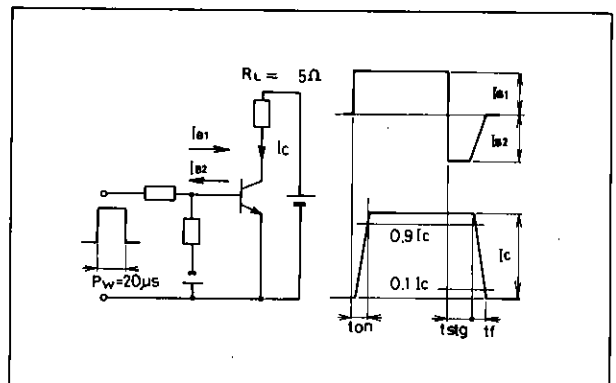 RL = 5Ω
IB1
IB2
IC
PW=20µs
IB1
IB2
0.9 Ic
Ic
0.1 Ic
ton
tstg
tf